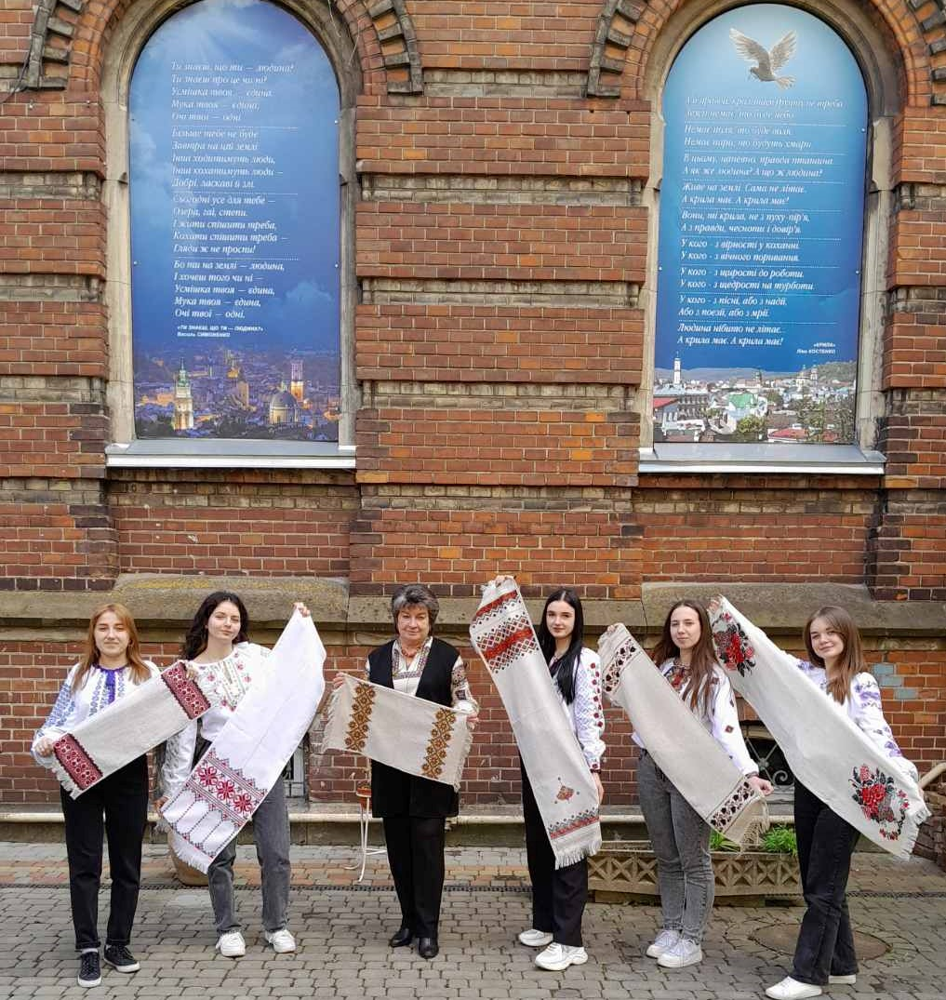 Ти знаєш, що ти — людина?
Ти знаєш про це чи ні?
Усмішка твоя — єдина,
Мука твоя — єдина,
Очі твої — одні.
Більше тебе не буде.
Завтра на цій землі
Інші ходитимуть люди,
Інші кохатимуть люди —
Добрі, ласкаві й злі.
Сьогодні усе для тебе —
Озера, гаї, степи.
І жити спішити треба,
Кохати спішити треба —
Гляди ж не проспи!
Бо ти на землі — людина,
І хочеш того чи ні —
Усмішка твоя — єдина,
Мука твоя — єдина,
Очі твої — одні.
«ТИ ЗНАЄШ, ЩО ТИ — ЛЮДИНА?»
Василь СИМОНЕНКО
А й правда, крилатим ґрунту не треба.
Землі немає, то буде небо.
Немає поля, то буде воля.
Немає пари, то будуть хмари.
В цьому, напевно, правда пташина.
А як же людина? А що ж людина?
Живе на землі. Сама не літає.
А крила має. А крила має!
Вони, ті крила, не з пуху-пір'я,
А з правди, чесноти і довір'я.
У кого - з вірності у коханні.
У кого - з вічного поривання.
У кого - з щирості до роботи.
У кого - з щедрості на турботи.
У кого - з пісні, або з надії,
Або з поезії, або з мрії.
Людина нібито не літає...
А крила має. А крила має!
«КРИЛА»
Ліна КОСТЕНКО